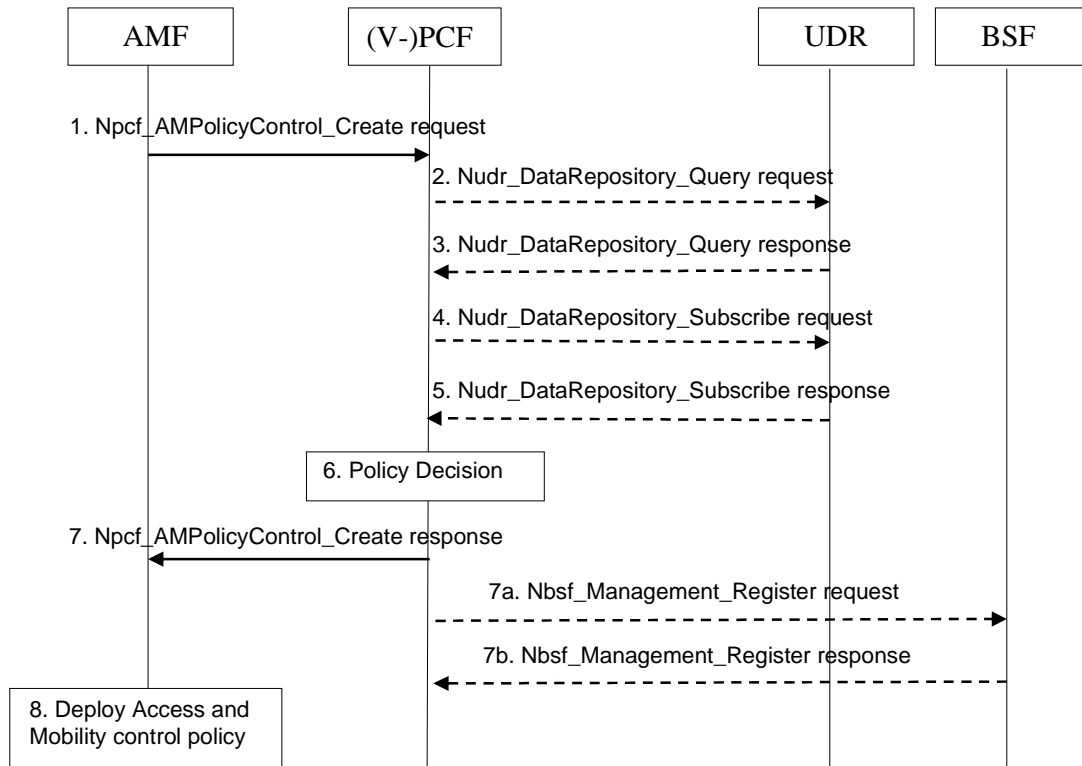 AMF
(V-)PCF
UDR
BSF
1. Npcf_AMPolicyControl_Create request
2. Nudr_DataRepository_Query request
3. Nudr_DataRepository_Query response
4. Nudr_DataRepository_Subscribe request
5. Nudr_DataRepository_Subscribe response
6. Policy Decision
7. Npcf_AMPolicyControl_Create response
7a. Nbsf_Management_Register request
7b. Nbsf_Management_Register response
8. Deploy Access and
Mobility control policy